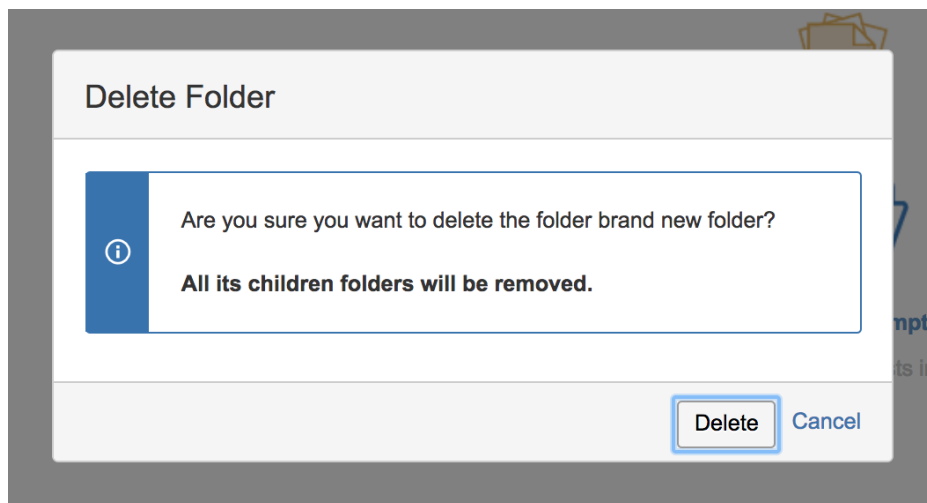 Delete Folder
Are you sure you want to delete the folder brand new folder?
All its children folders will be removed.
Delete
Cancel